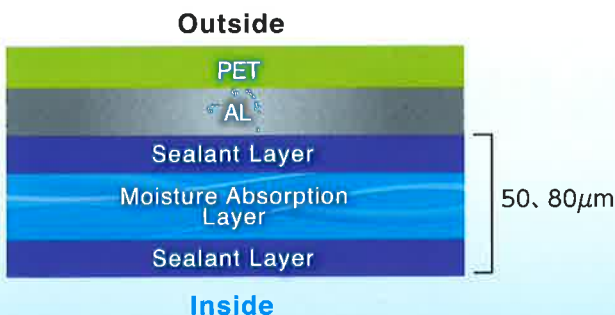 Outside
PET
AL
Sealant Layer
Moisture Absorption
Layer
Sealant Layer
50、80μm
Inside